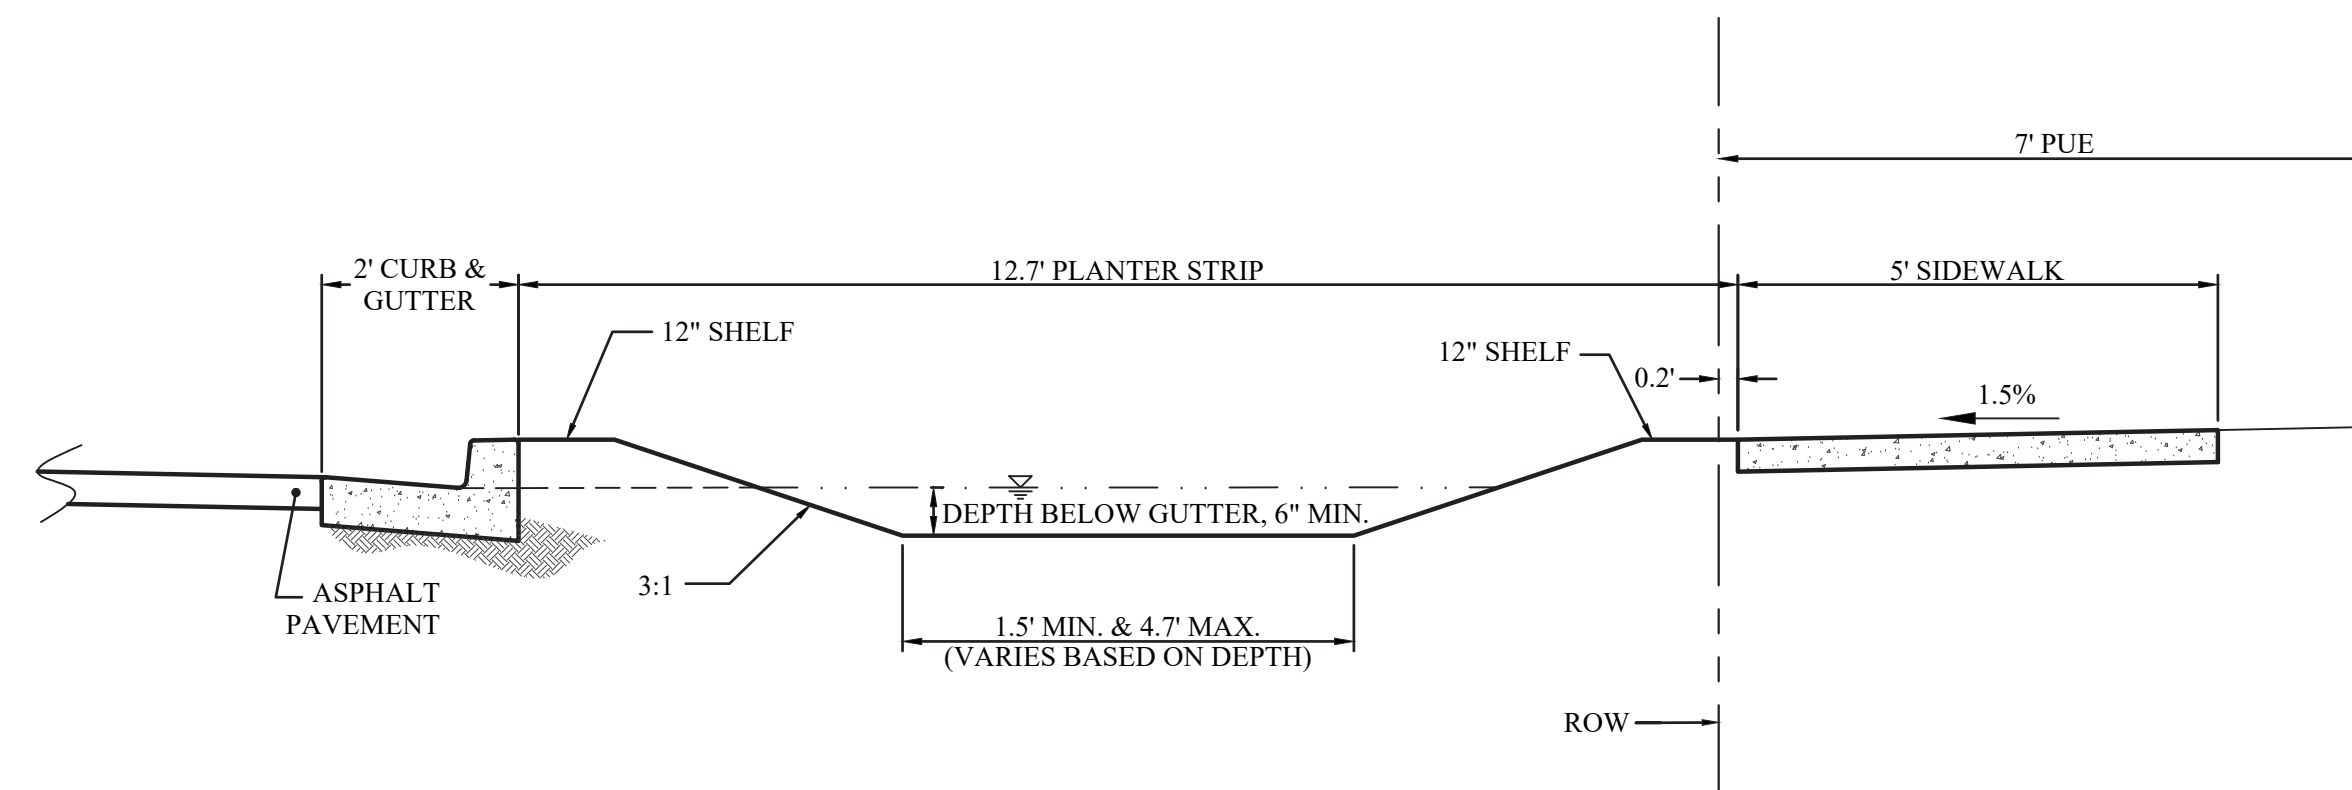 7' PUE
2' CURB &
GUTTER
12.7' PLANTER STRIP
5' SIDEWALK
12" SHELF
12" SHELF
0.2'
1.5%
DEPTH BELOW GUTTER, 6" MIN.
3:1
ASPHALT
PAVEMENT
1.5' MIN. & 4.7' MAX.
(VARIES BASED ON DEPTH)
ROW